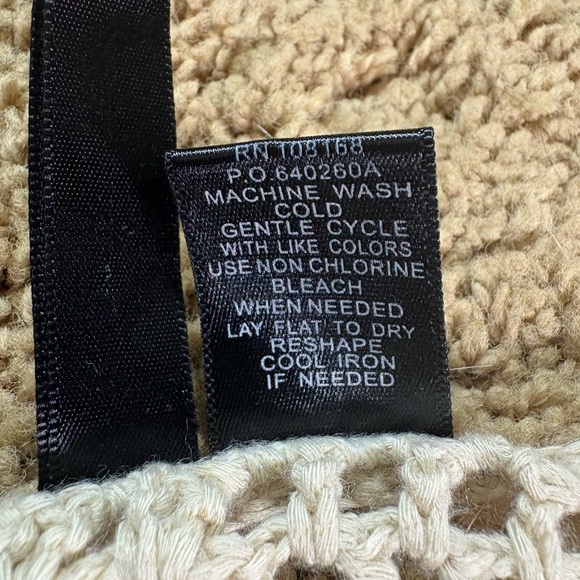 RN 108168
P.O.640260A
MACHINE WASH
COLD
GENTLE CYCLE
WITH LIKE COLORS
USE NON CHLORINE
BLEACH
WHEN NEEDED
LAY FLAT TO DRY
RESHAPE
COOL IRON
IF NEEDED